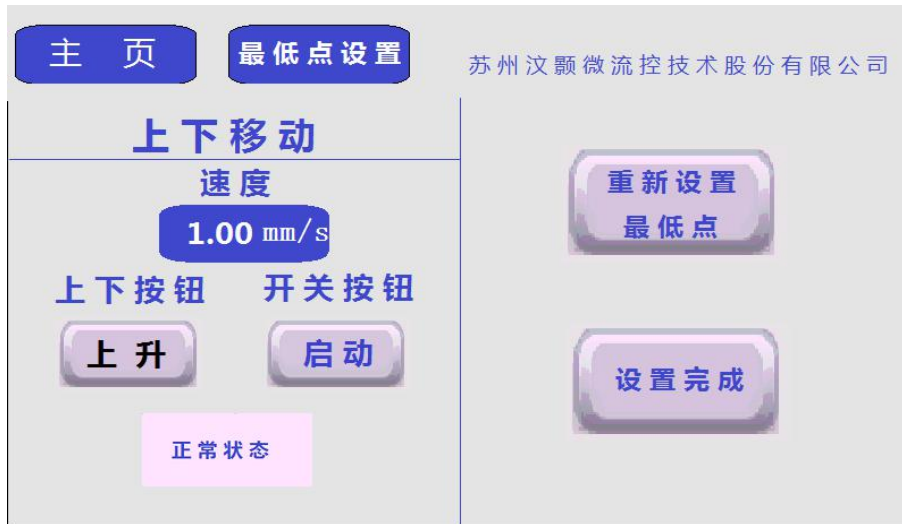 主 页
最低点设置
苏州汶颢微流控技术股份有限公司
上下移动
速度
1.00 mm/s
上下按钮
开关按钮
上升
启动
正常状态
重新设置
最低点
设置完成